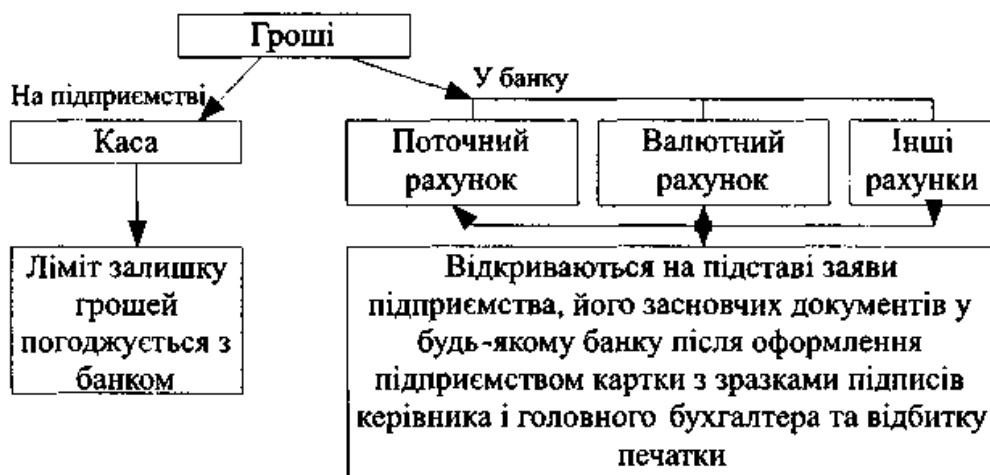 Гроші
На підприємстві
У банку
Каса
Поточний
рахунок
Валютний
рахунок
Інші
рахунки
Ліміт залишку
грошей
погоджується з
банком
Відкриваються на підставі заяви
підприємства, його засновчих документів у
будь-якому банку після оформлення
підприємством картки з зразками підписів
керівника і головного бухгалтера та відбитку
печатки